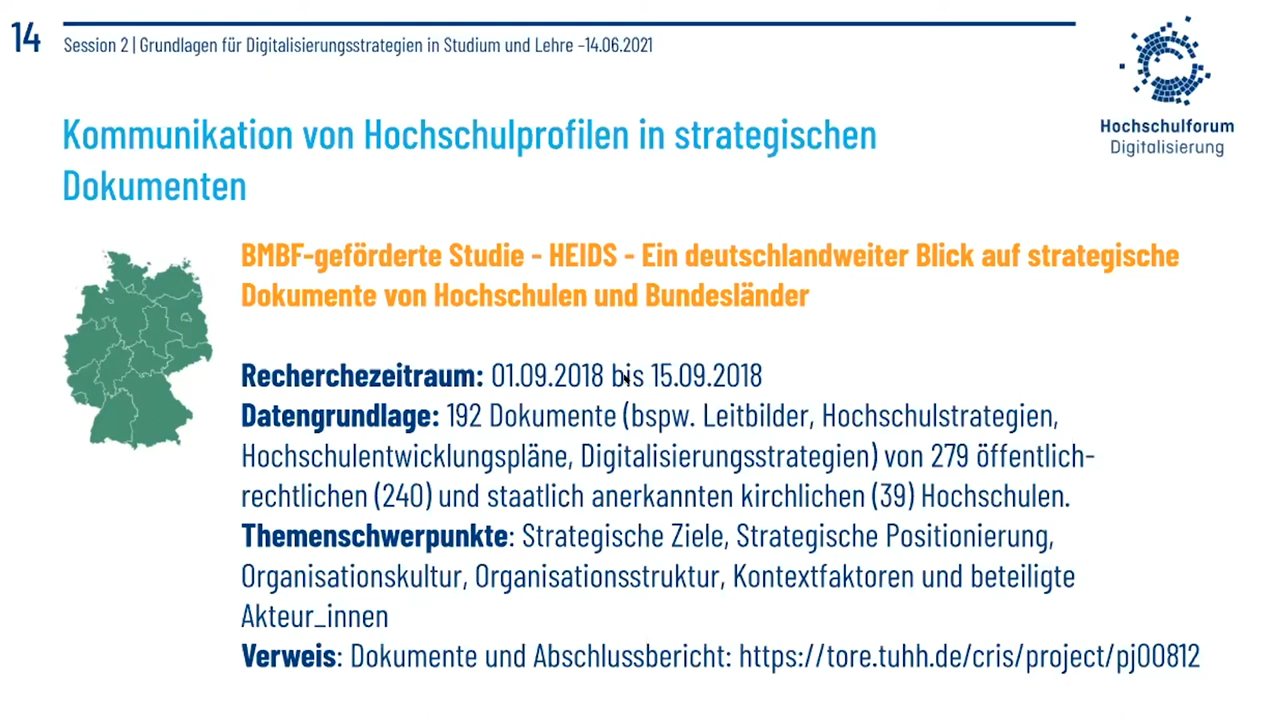 14
Session 2 | Grundlagen für Digitalisierungsstrategien in Studium und Lehre –14.06.2021
Hochschulforum
Digitalisierung
Kommunikation von Hochschulprofilen in strategischen
Dokumenten
BMBF-geförderte Studie - HEIDS - Ein deutschlandweiter Blick auf strategische
Dokumente von Hochschulen und Bundesländer
Recherchezeitraum: 01.09.2018 bis 15.09.2018
Datengrundlage: 192 Dokumente (bspw. Leitbilder, Hochschulstrategien,
Hochschulentwicklungspläne, Digitalisierungsstrategien) von 279 öffentlich-
rechtlichen (240) und staatlich anerkannten kirchlichen (39) Hochschulen.
Themenschwerpunkte: Strategische Ziele, Strategische Positionierung,
Organisationskultur, Organisationsstruktur, Kontextfaktoren und beteiligte
Akteur_innen
Verweis: Dokumente und Abschlussbericht: https://tore.tuhh.de/cris/project/pj00812